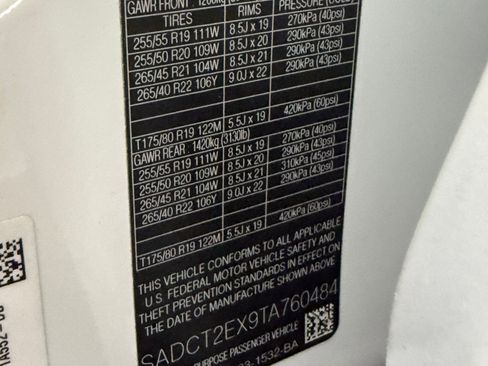 GAWR FRONT : 1200kg
TIRES RIMS PRESSURE (COLD)
255/55 R19 111W 8.5J x 19 270kPa (40psi)
255/50 R20 109W 8.5J x 20 290kPa (43psi)
265/45 R21 104W 8.5J x 21 290kPa (43psi)
265/40 R22 106Y 9.0J x 22 290kPa (43psi)
T175/80 R19 122M 5.5J x 19 420kPa (60psi)
GAWR REAR : 1420kg (3130lb)
255/55 R19 111W 8.5J x 19 270kPa (40psi)
255/50 R20 109W 8.5J x 20 290kPa (43psi)
265/45 R21 104W 8.5J x 21 310kPa (45psi)
265/40 R22 106Y 9.0J x 22 290kPa (43psi)
T175/80 R19 122M 5.5J x 19 420kPa (60psi)
THIS VEHICLE CONFORMS TO ALL APPLICABLE
U.S. FEDERAL MOTOR VEHICLE SAFETY AND
THEFT PREVENTION STANDARDS IN EFFECT ON
THE DATE OF MANUFACTURE SHOWN ABOVE
SADCT2EX9TA760484
PURPOSE PASSENGER VEHICLE
-1532-BA